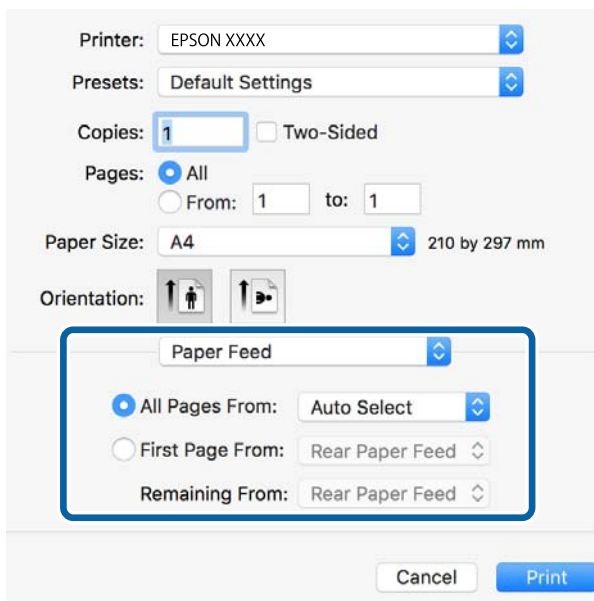 Printer: EPSON XXXX
Presets: Default Settings
Copies: 1 Two-Sided
Pages: All
From: 1 to: 1
Paper Size: A4 210 by 297 mm
Orientation:
Paper Feed
All Pages From: Auto Select
First Page From: Rear Paper Feed
Remaining From: Rear Paper Feed
Cancel Print